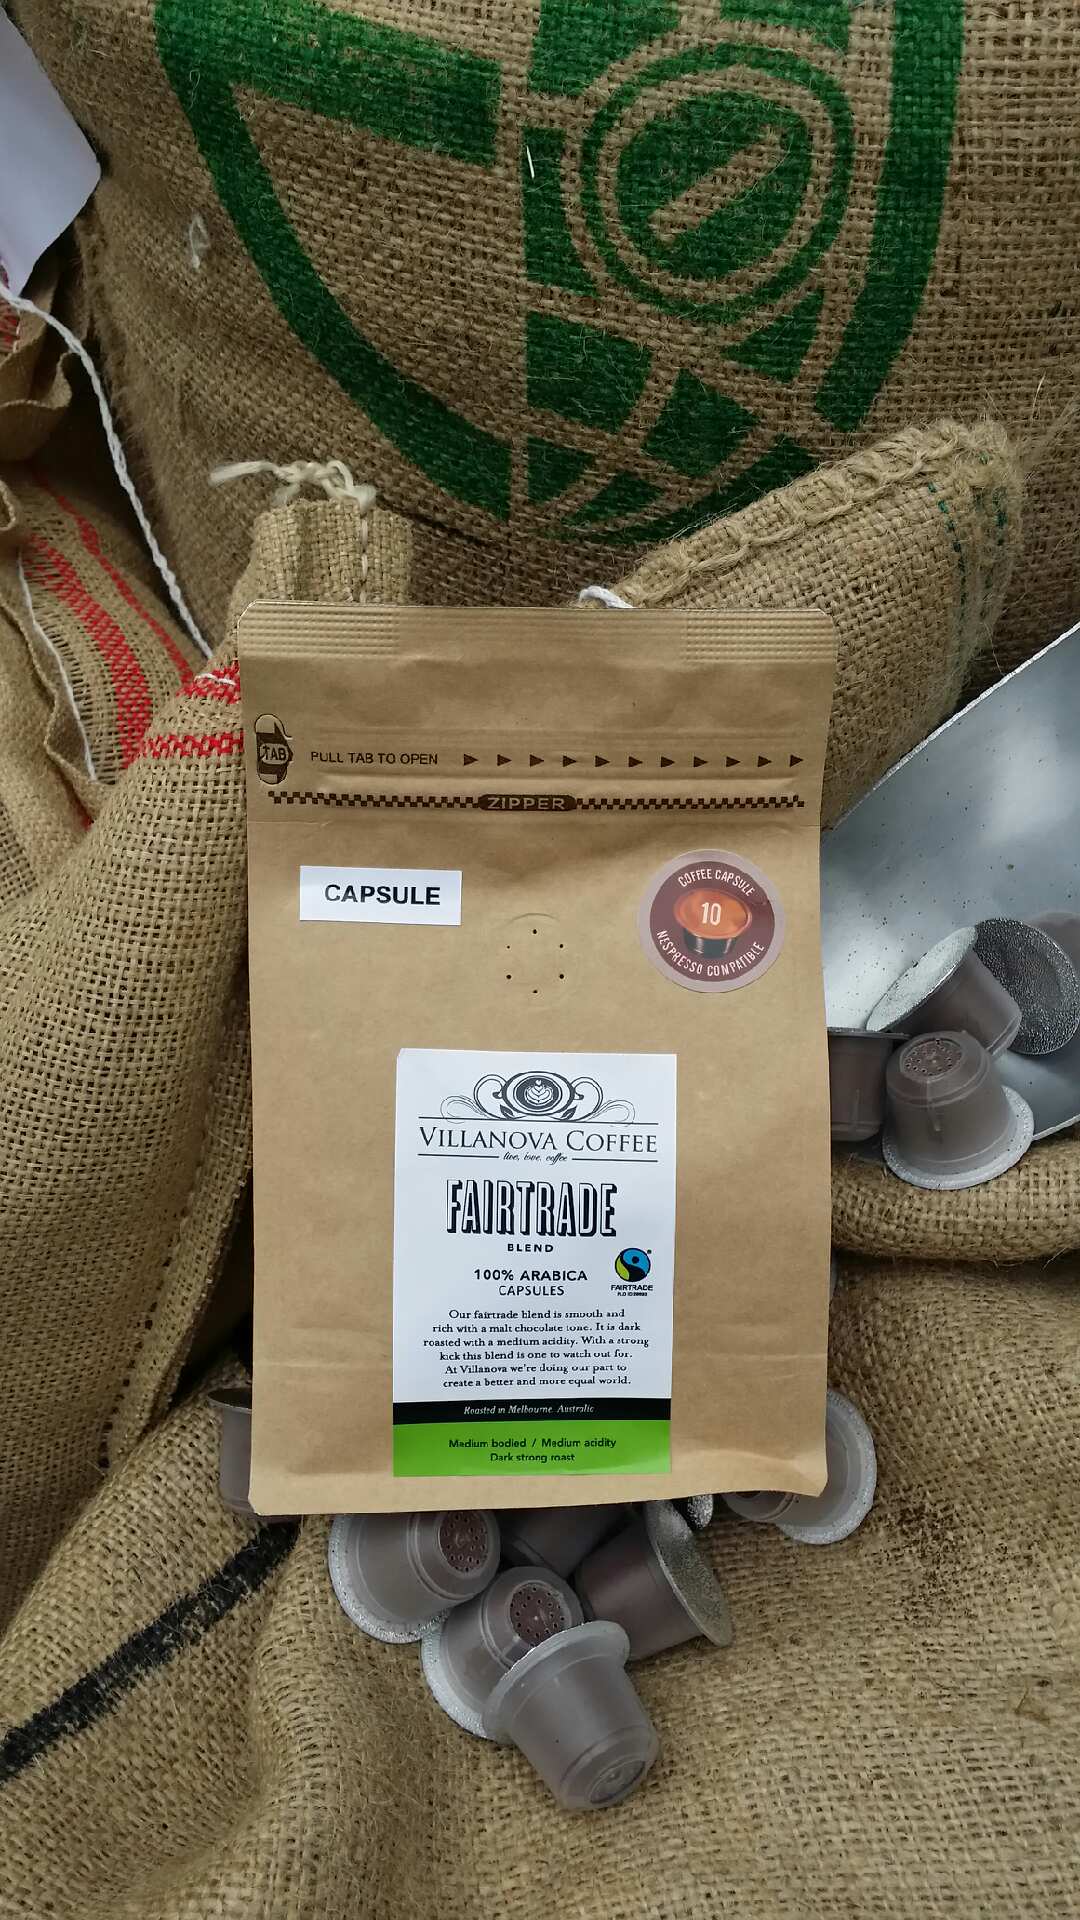 TAB
PULL TAB TO OPEN
ZIPPER
CAPSULE
COFFEE CAPSULE
10
NESPRESSO COMPATIBLE
VILLANOVA COFFEE
live, love, coffee
FAIRTRADE
BLEND
100% ARABICA
CAPSULES
FAIRTRADE
Our fairtrade blend is smooth and
rich with a malt chocolate tone. It is dark
roasted with a medium acidity. With a strong
kick this blend is one to watch out for.
At Villanova we're doing our part to
create a better and more equal world.
Roasted in Melbourne, Australia
Medium bodied / Medium acidity
Dark strong roast